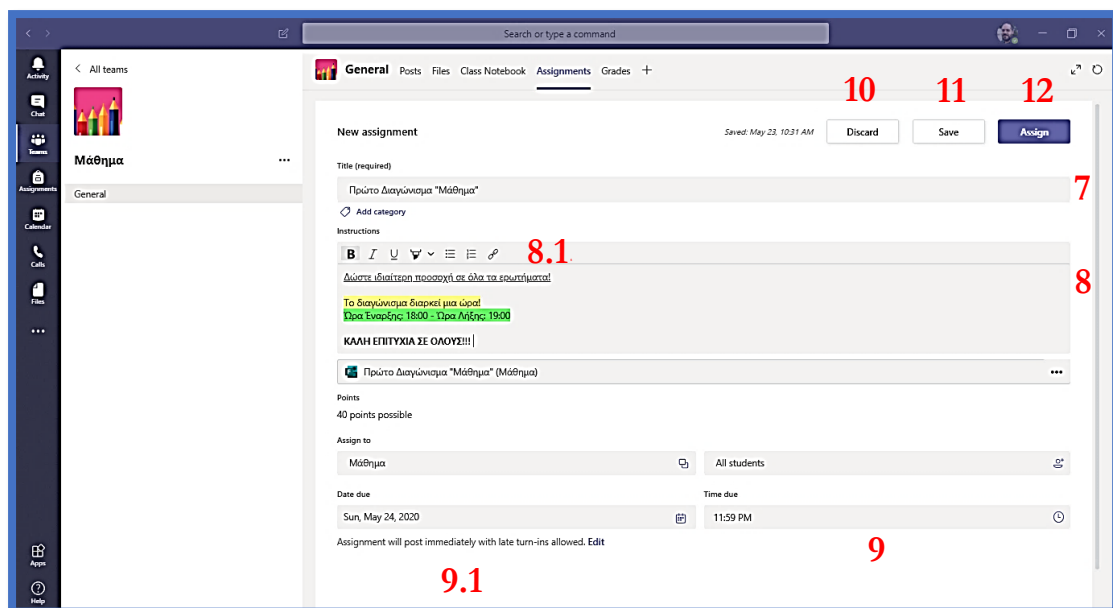 Search or type a command
Activity
Chat
Teams
Assignments
Calendar
Calls
Files
Apps
Help
All teams
Μάθημα
General
General Posts Files Class Notebook Assignments Grades
10 11 12
New assignment Saved: May 23, 10:31 AM Discard Save Assign
Title (required)
Πρώτο Διαγώνισμα "Μάθημα" 7
Add category
Instructions
B I U 8.1
Δώστε ιδιαίτερη προσοχή σε όλα τα ερωτήματα! 8
Το διαγώνισμα διαρκεί μια ώρα!
Ώρα Έναρξης: 18:00 - Ώρα Λήξης: 19:00
ΚΑΛΗ ΕΠΙΤΥΧΙΑ ΣΕ ΟΛΟΥΣ!!!
Πρώτο Διαγώνισμα "Μάθημα" (Μάθημα)
Points
40 points possible
Assign to
Μάθημα All students
Date due Time due
Sun, May 24, 2020 11:59 PM
Assignment will post immediately with late turn-ins allowed. Edit
9
9.1